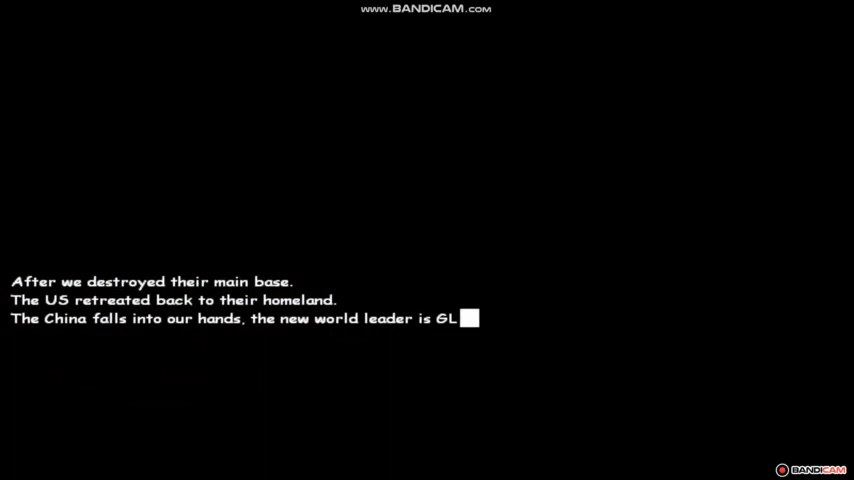 www.BANDICAM.com
After we destroyed their main base.
The US retreated back to their homeland.
The China falls into our hands, the new world leader is GL
BANDICAM